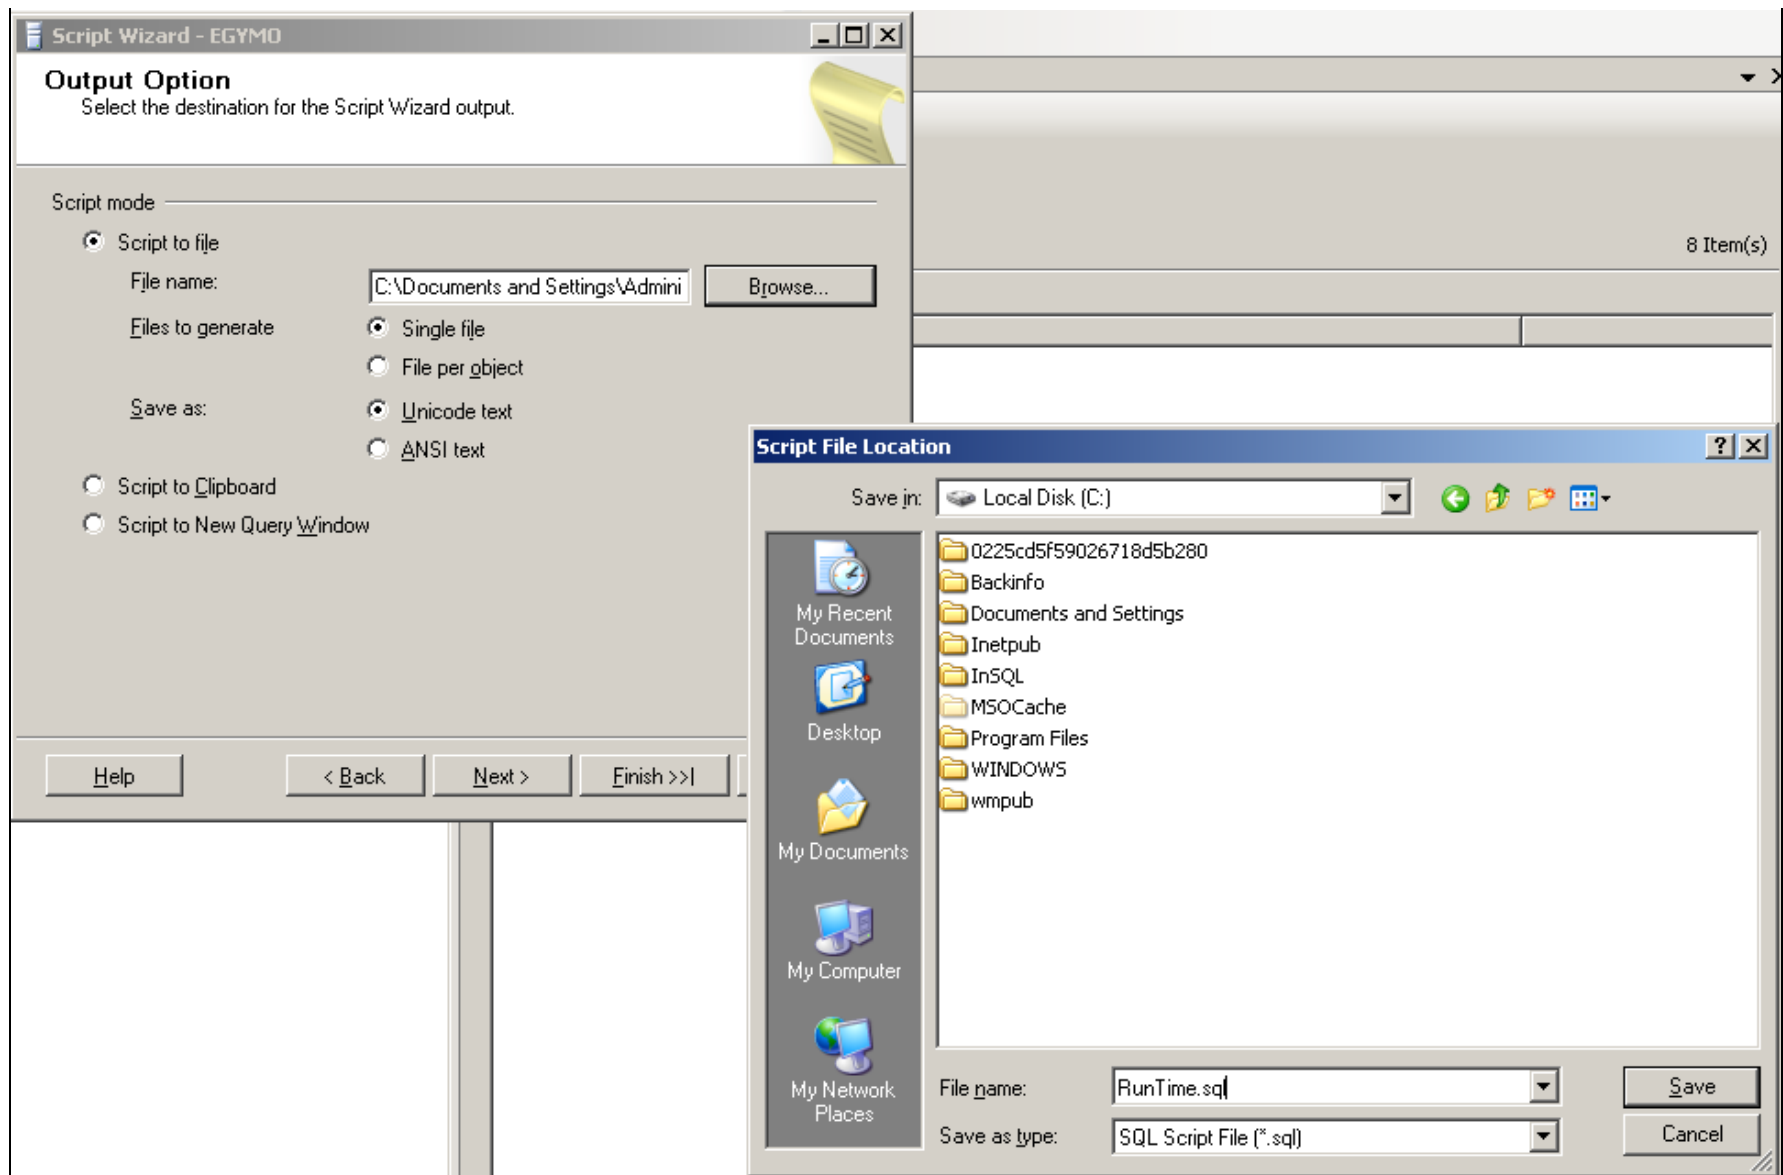 Script Wizard - EGYMO
Output Option
Select the destination for the Script Wizard output.
Script mode
Script to file
File name:
C:\Documents and Settings\Admini
Browse...
Files to generate
Single file
File per object
Save as:
Unicode text
ANSI text
Script to Clipboard
Script to New Query Window
Help
< Back
Next >
Finish >>|
8 Item(s)
Script File Location
Save in:
Local Disk (C:)
My Recent
Documents
Desktop
My Documents
My Computer
My Network
Places
0225cd5f59026718d5b280
Backinfo
Documents and Settings
Inetpub
InSQL
MSOCache
Program Files
WINDOWS
wmpub
File name:
RunTime.sql
Save
Save as type:
SQL Script File (*.sql)
Cancel